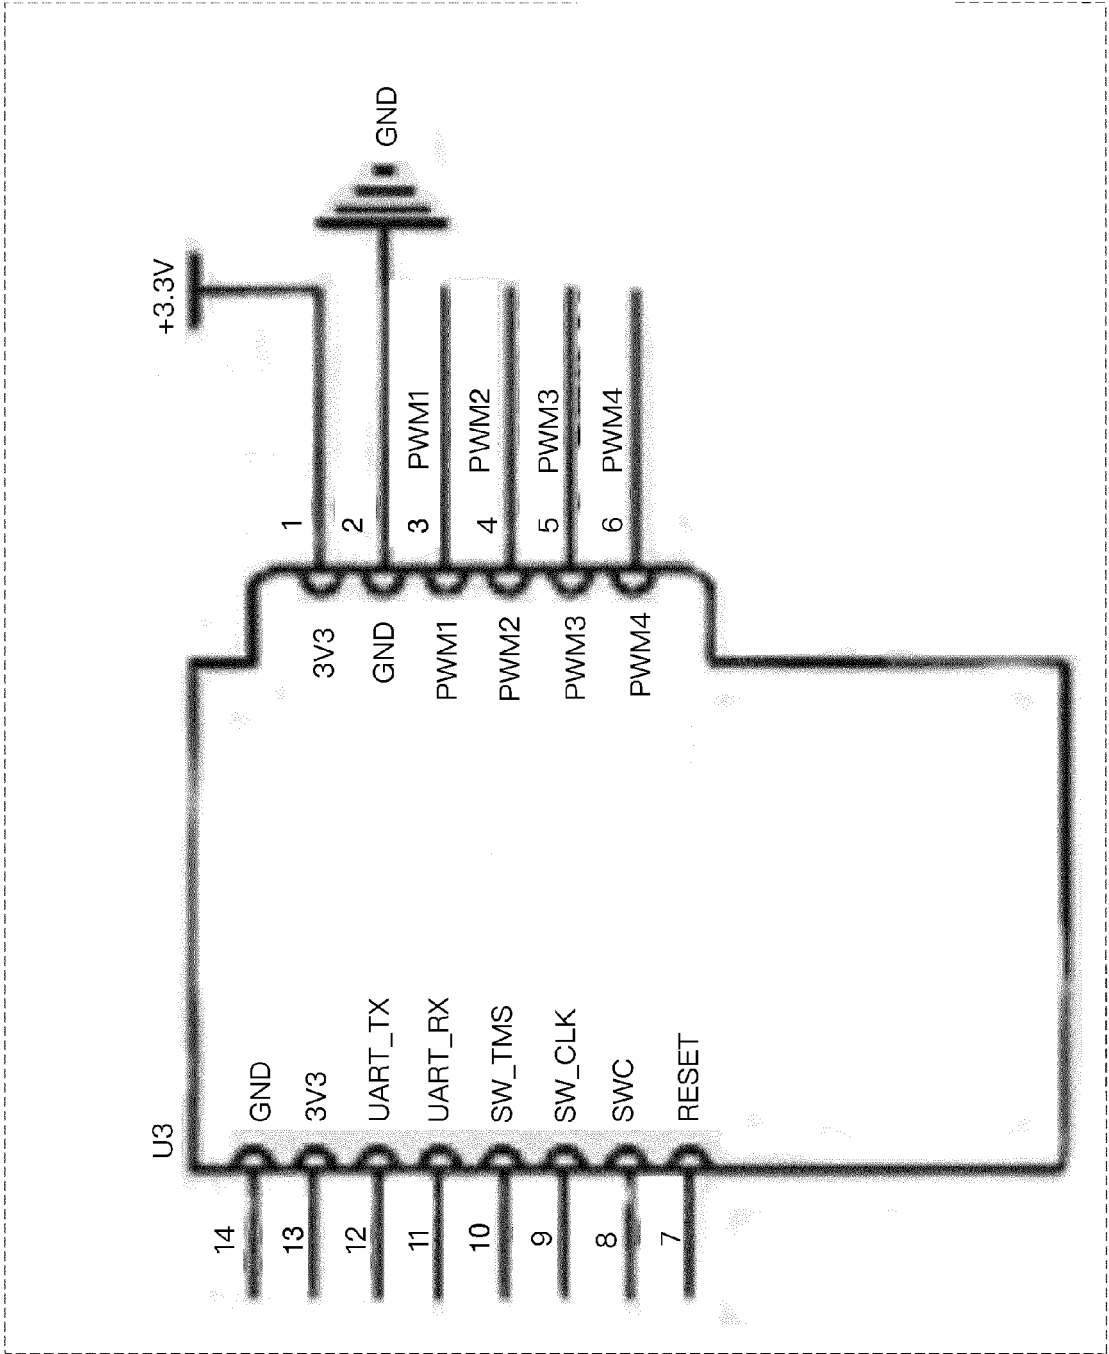 U3
14 GND
13 3V3
12 UART_TX
11 UART_RX
10 SW_TMS
9 SW_CLK
8 SWC
7 RESET
3V3 1 +3.3V
GND 2 GND
PWM1 3 PWM1
PWM2 4 PWM2
PWM3 5 PWM3
PWM4 6 PWM4